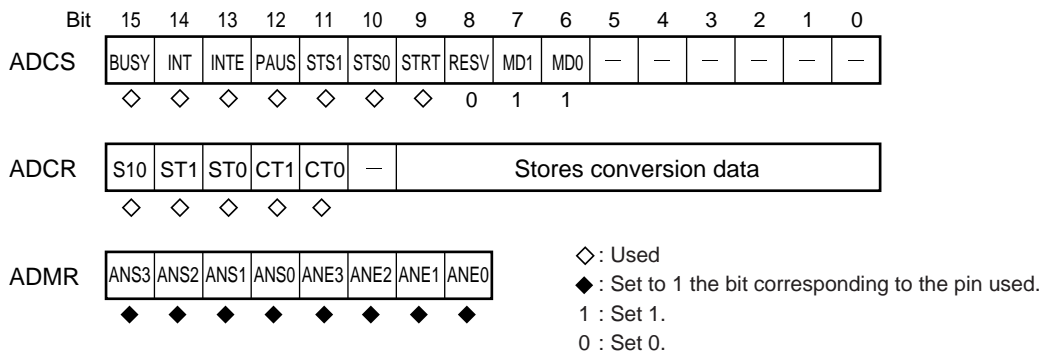 Bit 15 14 13 12 11 10 9 8 7 6 5 4 3 2 1 0
ADCS BUSY INT INTE PAUS STS1 STS0 STRT RESV MD1 MD0 — — — — — —
◇ ◇ ◇ ◇ ◇ ◇ ◇ 0 1 1
ADCR S10 ST1 ST0 CT1 CT0 — Stores conversion data
◇ ◇ ◇ ◇ ◇
ADMR ANS3 ANS2 ANS1 ANS0 ANE3 ANE2 ANE1 ANE0
◆ ◆ ◆ ◆ ◆ ◆ ◆ ◆
◇ : Used
◆ : Set to 1 the bit corresponding to the pin used.
1 : Set 1.
0 : Set 0.